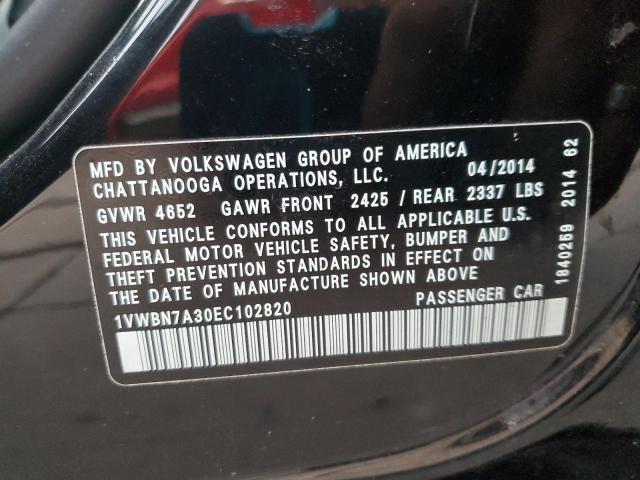 MFD BY VOLKSWAGEN GROUP OF AMERICA
CHATTANOOGA OPERATIONS, LLC. 04/2014
GVWR 4652 GAWR FRONT 2425 / REAR 2337 LBS
THIS VEHICLE CONFORMS TO ALL APPLICABLE U.S.
FEDERAL MOTOR VEHICLE SAFETY, BUMPER AND
THEFT PREVENTION STANDARDS IN EFFECT ON
THE DATE OF MANUFACTURE SHOWN ABOVE
1VWBN7A30EC102820 PASSENGER CAR
1840269 2014 62